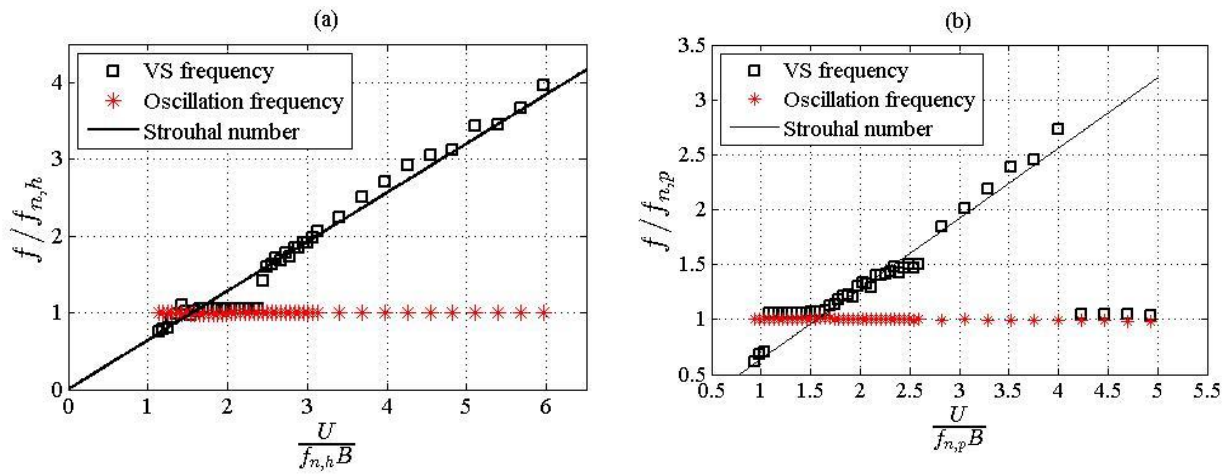 (a)
VS frequency
Oscillation frequency
Strouhal number
f / f_{n,h}
4
3
2
1
0
0 1 2 3 4 5 6
U
f_{n,h}B
(b)
VS frequency
Oscillation frequency
Strouhal number
f / f_{n,p}
3.5
3
2.5
2
1.5
1
0.5
0.5 1 1.5 2 2.5 3 3.5 4 4.5 5 5.5
U
f_{n,p}B